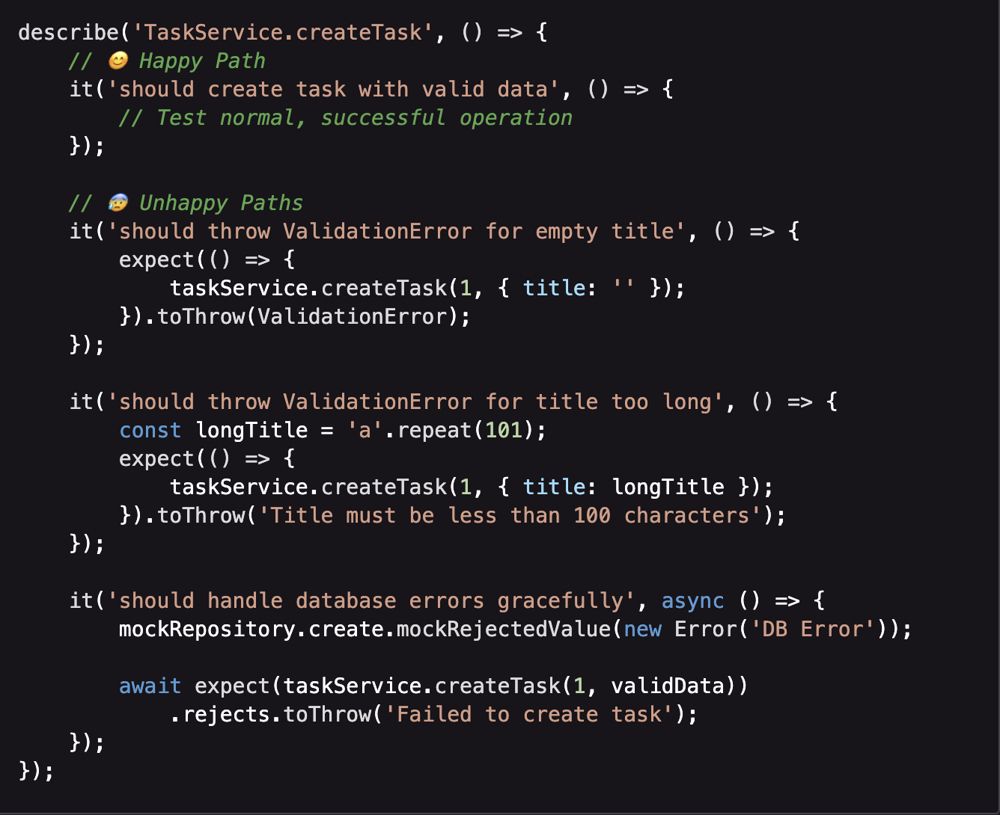 describe('TaskService.createTask', () => {
    // 😊 Happy Path
    it('should create task with valid data', () => {
        // Test normal, successful operation
    });

    // 😰 Unhappy Paths
    it('should throw ValidationError for empty title', () => {
        expect(() => {
            taskService.createTask(1, { title: '' });
        }).toThrow(ValidationError);
    });

    it('should throw ValidationError for title too long', () => {
        const longTitle = 'a'.repeat(101);
        expect(() => {
            taskService.createTask(1, { title: longTitle });
        }).toThrow('Title must be less than 100 characters');
    });

    it('should handle database errors gracefully', async () => {
        mockRepository.create.mockRejectedValue(new Error('DB Error'));

        await expect(taskService.createTask(1, validData))
            .rejects.toThrow('Failed to create task');
    });
});